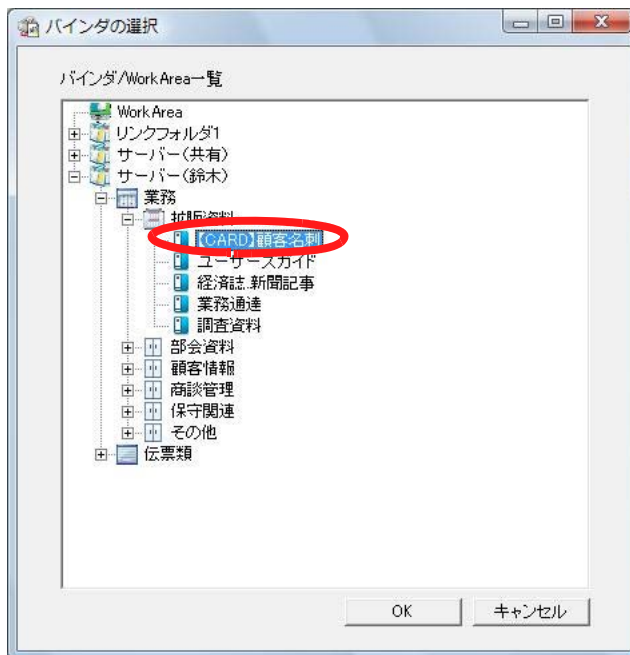 バインダの選択
バインダ/WorkArea一覧
WorkArea
リンクフォルダ1
サーバー(共有)
サーバー(鈴木)
業務
拡販資料
【CARD】顧客名刺
ユーザーズガイド
経済誌.新聞記事
業務通達
調査資料
部会資料
顧客情報
商談管理
保守関連
その他
伝票類
OK
キャンセル